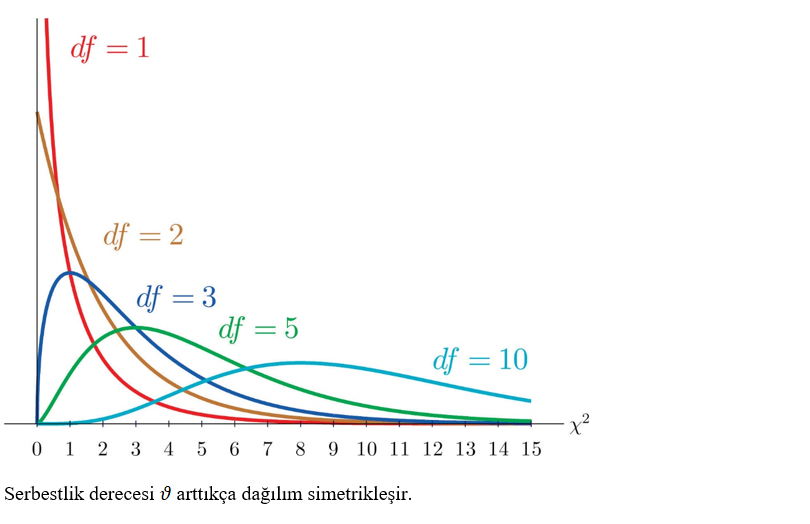 df = 1
df = 2
df = 3
df = 5
df = 10
χ²
0 1 2 3 4 5 6 7 8 9 10 11 12 13 14 15
Serbestlik derecesi ϑ arttıkça dağılım simetrikleşir.